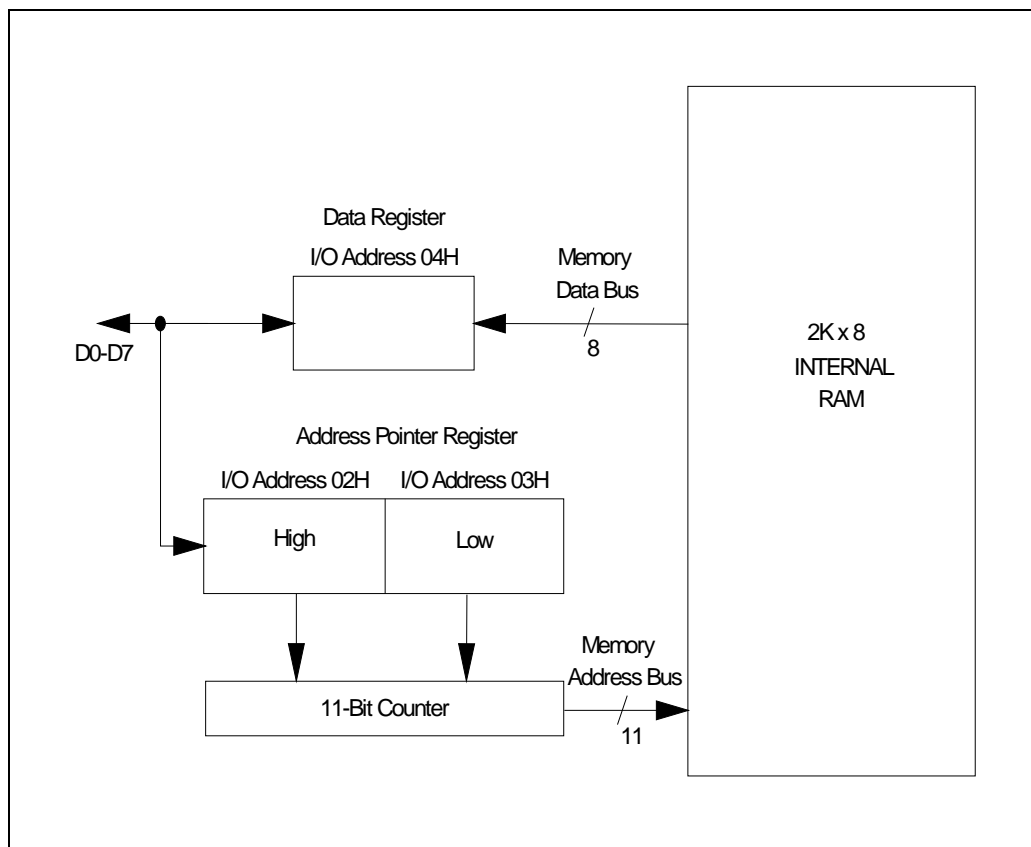 Data Register
I/O Address 04H
Memory
Data Bus
8
D0-D7
2K x 8
INTERNAL
RAM
Address Pointer Register
I/O Address 02H
I/O Address 03H
High
Low
Memory
Address Bus
11-Bit Counter
11